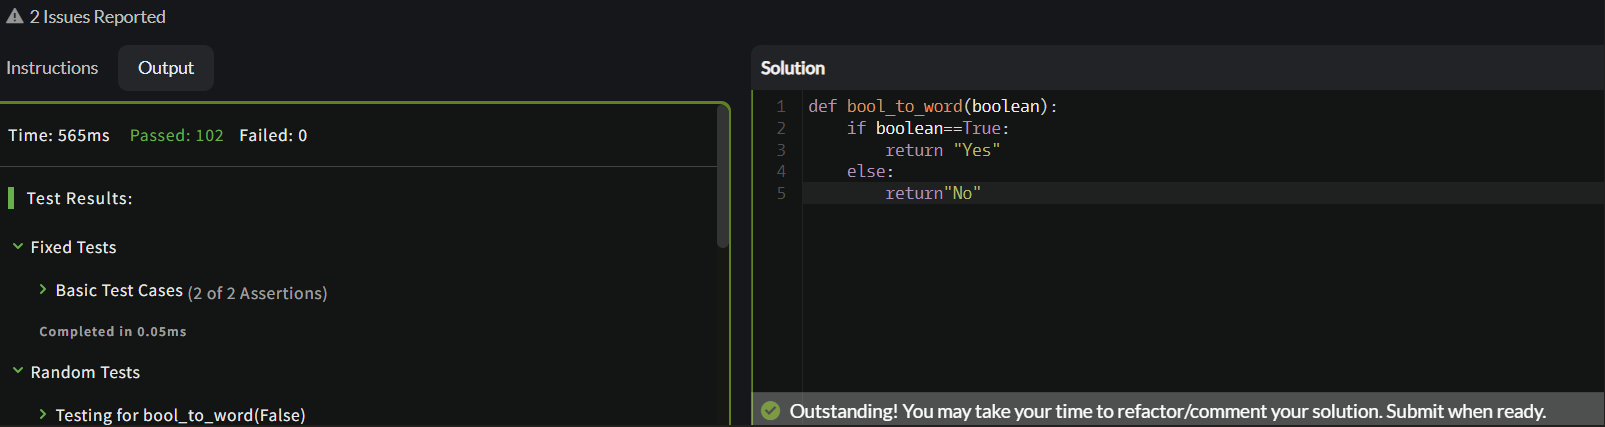 2 Issues Reported
Instructions Output
Time: 565ms Passed: 102 Failed: 0
Test Results:
Fixed Tests
Basic Test Cases (2 of 2 Assertions)
Completed in 0.05ms
Random Tests
Testing for bool_to_word(False)
Solution
1 def bool_to_word(boolean):
2     if boolean==True:
3         return "Yes"
4     else:
5         return"No"
Outstanding! You may take your time to refactor/comment your solution. Submit when ready.